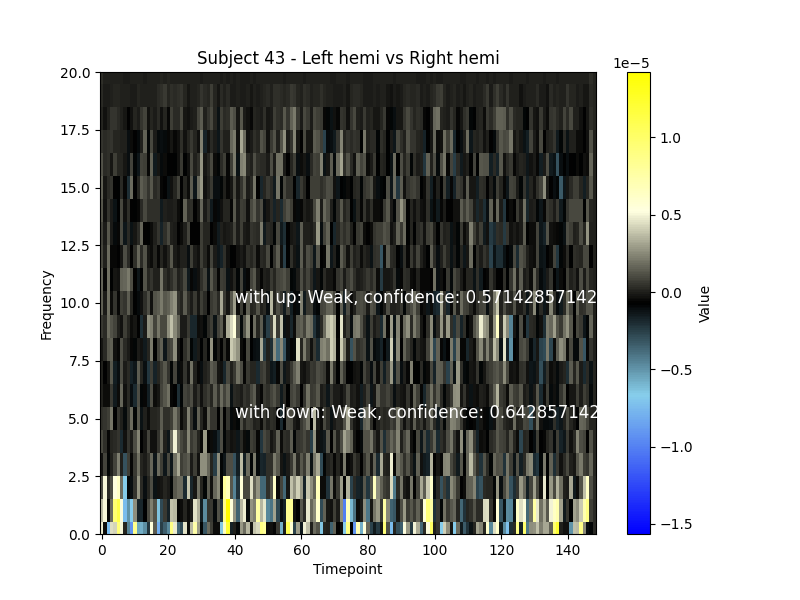 Subject 43 - Left hemi vs Right hemi
1e−5
20.0
17.5
15.0
12.5
10.0
7.5
5.0
2.5
0.0
Frequency
with up: Weak, confidence: 0.57142857142
with down: Weak, confidence: 0.642857142
0 20 40 60 80 100 120 140
Timepoint
1.0
0.5
0.0
−0.5
−1.0
−1.5
Value